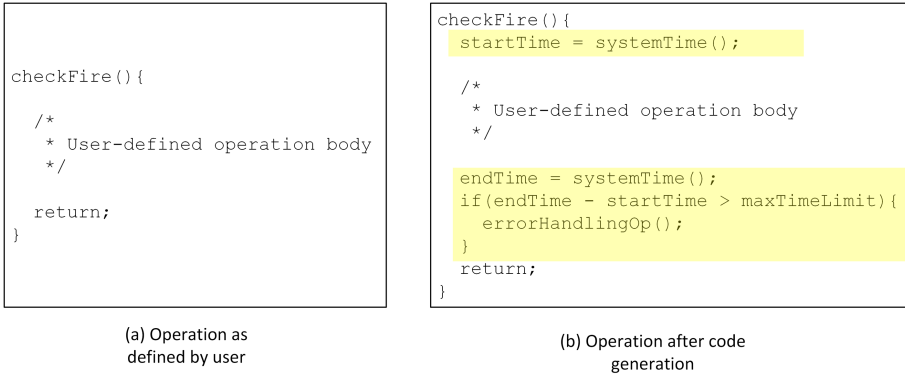 checkFire(){
/*
* User-defined operation body
*/
return;
}
(a) Operation as
defined by user
checkFire(){
startTime = systemTime();
/*
* User-defined operation body
*/
endTime = systemTime();
if(endTime - startTime > maxTimeLimit){
errorHandlingOp();
}
return;
}
(b) Operation after code
generation